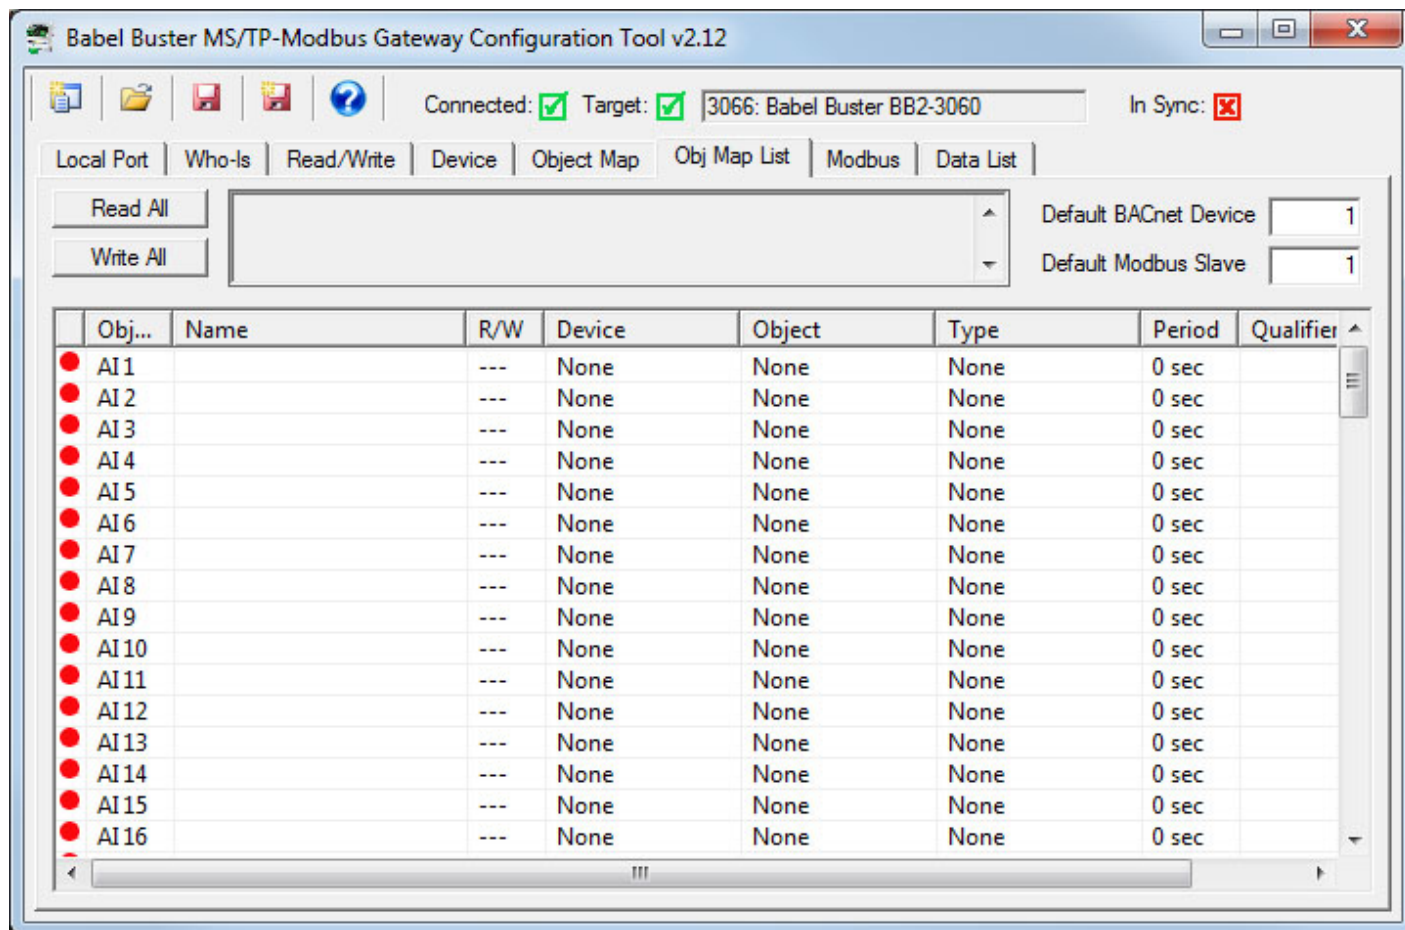 Babel Buster MS/TP-Modbus Gateway Configuration Tool v2.12
Connected: Target: 3066: Babel Buster BB2-3060 In Sync:
Local Port Who-Is Read/Write Device Object Map Obj Map List Modbus Data List
Read All Default BACnet Device 1
Write All Default Modbus Slave 1
Obj... Name R/W Device Object Type Period Qualifier
AI 1 --- None None None 0 sec
AI 2 --- None None None 0 sec
AI 3 --- None None None 0 sec
AI 4 --- None None None 0 sec
AI 5 --- None None None 0 sec
AI 6 --- None None None 0 sec
AI 7 --- None None None 0 sec
AI 8 --- None None None 0 sec
AI 9 --- None None None 0 sec
AI 10 --- None None None 0 sec
AI 11 --- None None None 0 sec
AI 12 --- None None None 0 sec
AI 13 --- None None None 0 sec
AI 14 --- None None None 0 sec
AI 15 --- None None None 0 sec
AI 16 --- None None None 0 sec